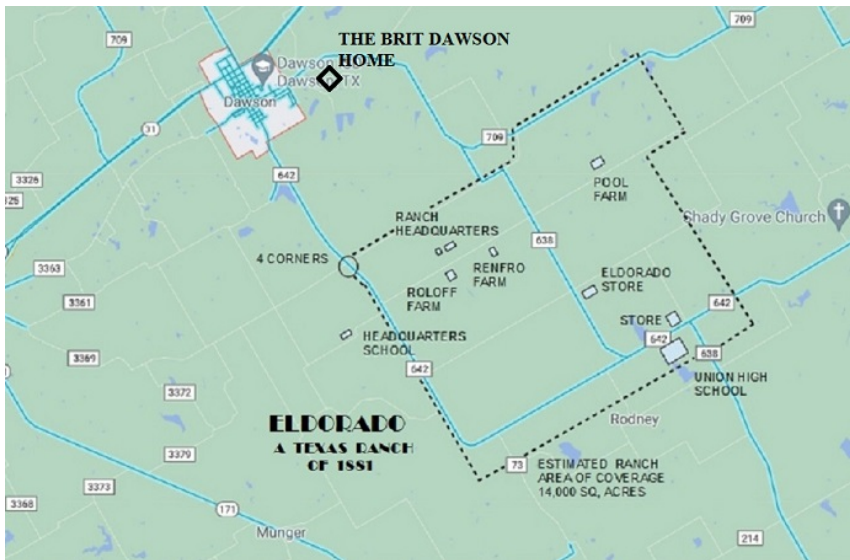 709
709
THE BRIT DAWSON
HOME
Dawson
Dawson, TX
Dawson
31
709
642
3326
PCOL
FARM
RANCH
HEADQUARTERS
Shady Grove Church
4 CORNERS
638
RENFRO
FARM
3363
ROLOFF
FARM
ELDORADO
STORE
3361
642
STORE
HEADQUARTERS
SCHOOL
642
638
3369
642
UNION HIGH
SCHOOL
3372
ELDORADO
A TEXAS RANCH
OF 1881
Rodney
3379
73
ESTIMATED RANCH
AREA OF COVERAGE
14,000 SQ, ACRES
3373
3368
171
Munger
214